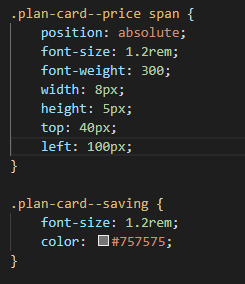 .plan-card--price span {
position: absolute;
font-size: 1.2rem;
font-weight: 300;
width: 8px;
height: 5px;
top: 40px;
left: 100px;
}
.plan-card--saving {
font-size: 1.2rem;
color: #757575;
}